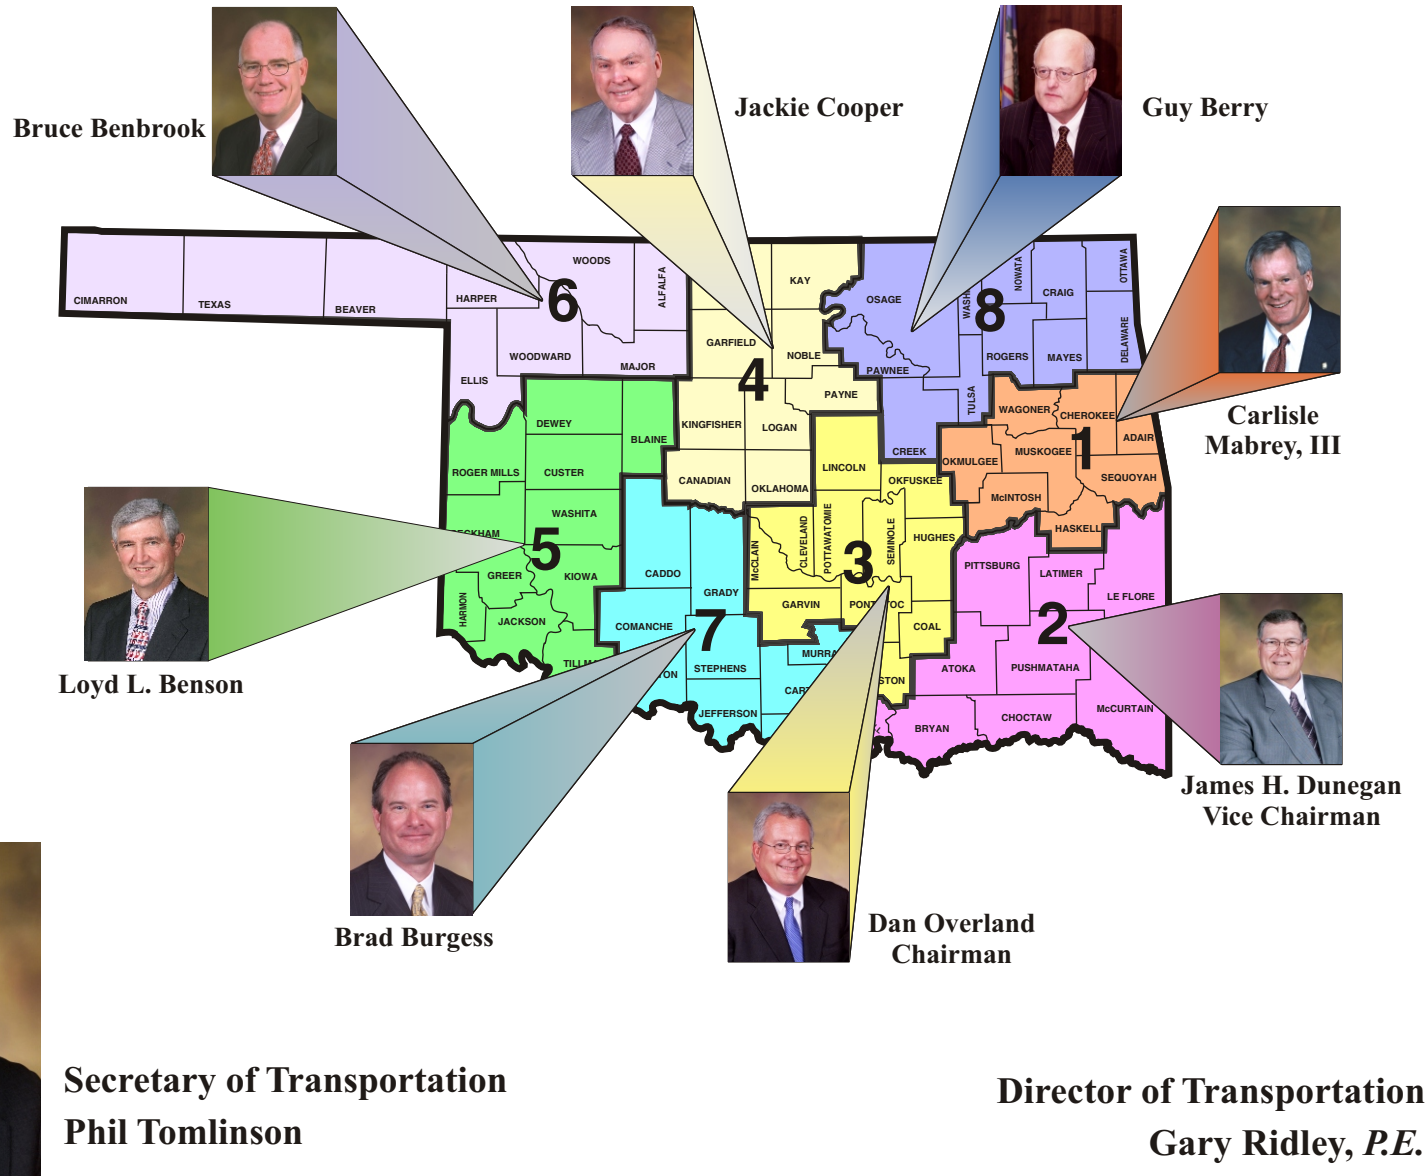 Bruce Benbrook
Jackie Cooper
Guy Berry
Carlisle
Mabrey, III
Loyd L. Benson
James H. Dunegan
Vice Chairman
Brad Burgess
Dan Overland
Chairman
CIMARRON
TEXAS
BEAVER
HARPER
WOODS
ALFALFA
6
ELLIS
WOODWARD
MAJOR
KAY
GARFIELD
NOBLE
4
PAYNE
KINGFISHER
LOGAN
CANADIAN
OKLAHOMA
OSAGE
NOWATA
CRAIG
OTTAWA
8
PAWNEE
ROGERS
MAYES
DELAWARE
TULSA
CREEK
WAGONER
CHEROKEE
ADAIR
1
OKMULGEE
MUSKOGEE
SEQUOYAH
McINTOSH
HASKELL
DEWEY
BLAINE
ROGER MILLS
CUSTER
WASHITA
5
GREER
KIOWA
HARMON
JACKSON
CADDO
GRADY
COMANCHE
7
STEPHENS
JEFFERSON
LINCOLN
OKFUSKEE
McCLAIN
CLEVELAND
POTTAWATOMIE
SEMINOLE
HUGHES
3
GARVIN
COAL
PITTSBURG
LATIMER
LE FLORE
2
ATOKA
PUSHMATAHA
McCURTAIN
BRYAN
CHOCTAW
Secretary of Transportation
Phil Tomlinson
Director of Transportation
Gary Ridley, P.E.